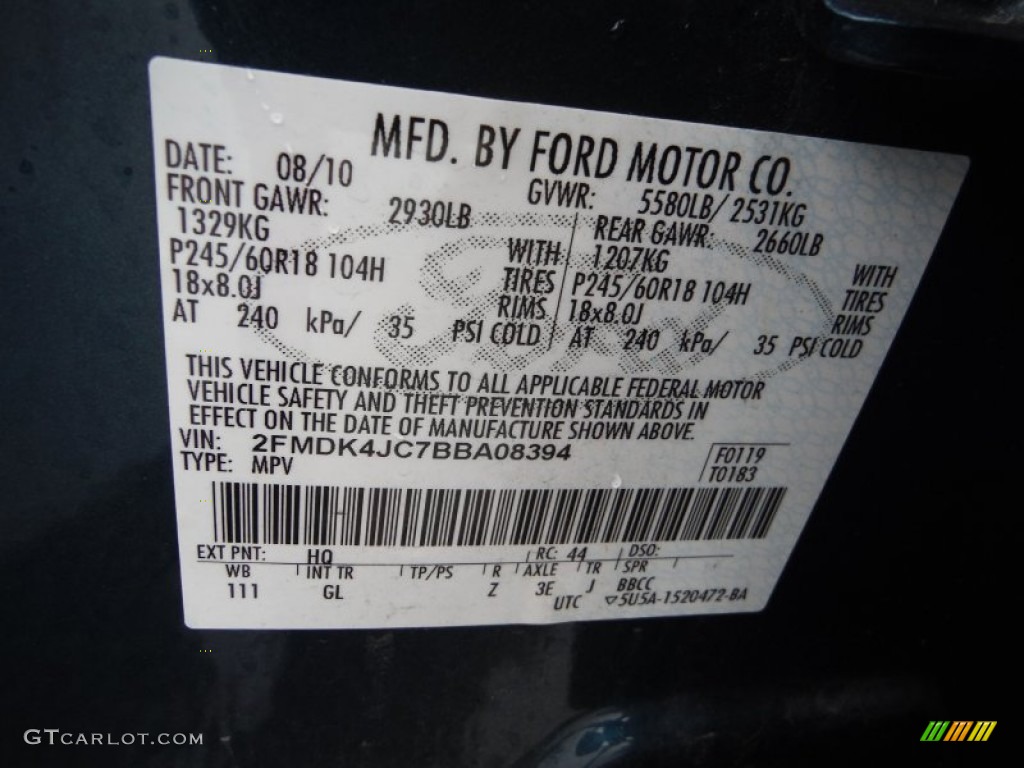 MFD. BY FORD MOTOR CO.
DATE: 08/10 GVWR: 5580LB/ 2531KG
FRONT GAWR: 2930LB REAR GAWR: 2660LB
1329KG WITH 1207KG WITH
P245/60R18 104H TIRES P245/60R18 104H TIRES
18x8.0J RIMS 18x8.0J RIMS
AT 240 kPa/ 35 PSI COLD AT 240 kPa/ 35 PSI COLD
THIS VEHICLE CONFORMS TO ALL APPLICABLE FEDERAL MOTOR
VEHICLE SAFETY AND THEFT PREVENTION STANDARDS IN
EFFECT ON THE DATE OF MANUFACTURE SHOWN ABOVE.
VIN: 2FMDK4JC7BBA08394 F0119
TYPE: MPV T0183
EXT PNT: HQ RC: 44 DSO:
WB INT TR TP/PS R AXLE TR SPR
111 GL Z 3E J BBCC
UTC ▽5U5A-1520472-BA
GTCARLOT.COM